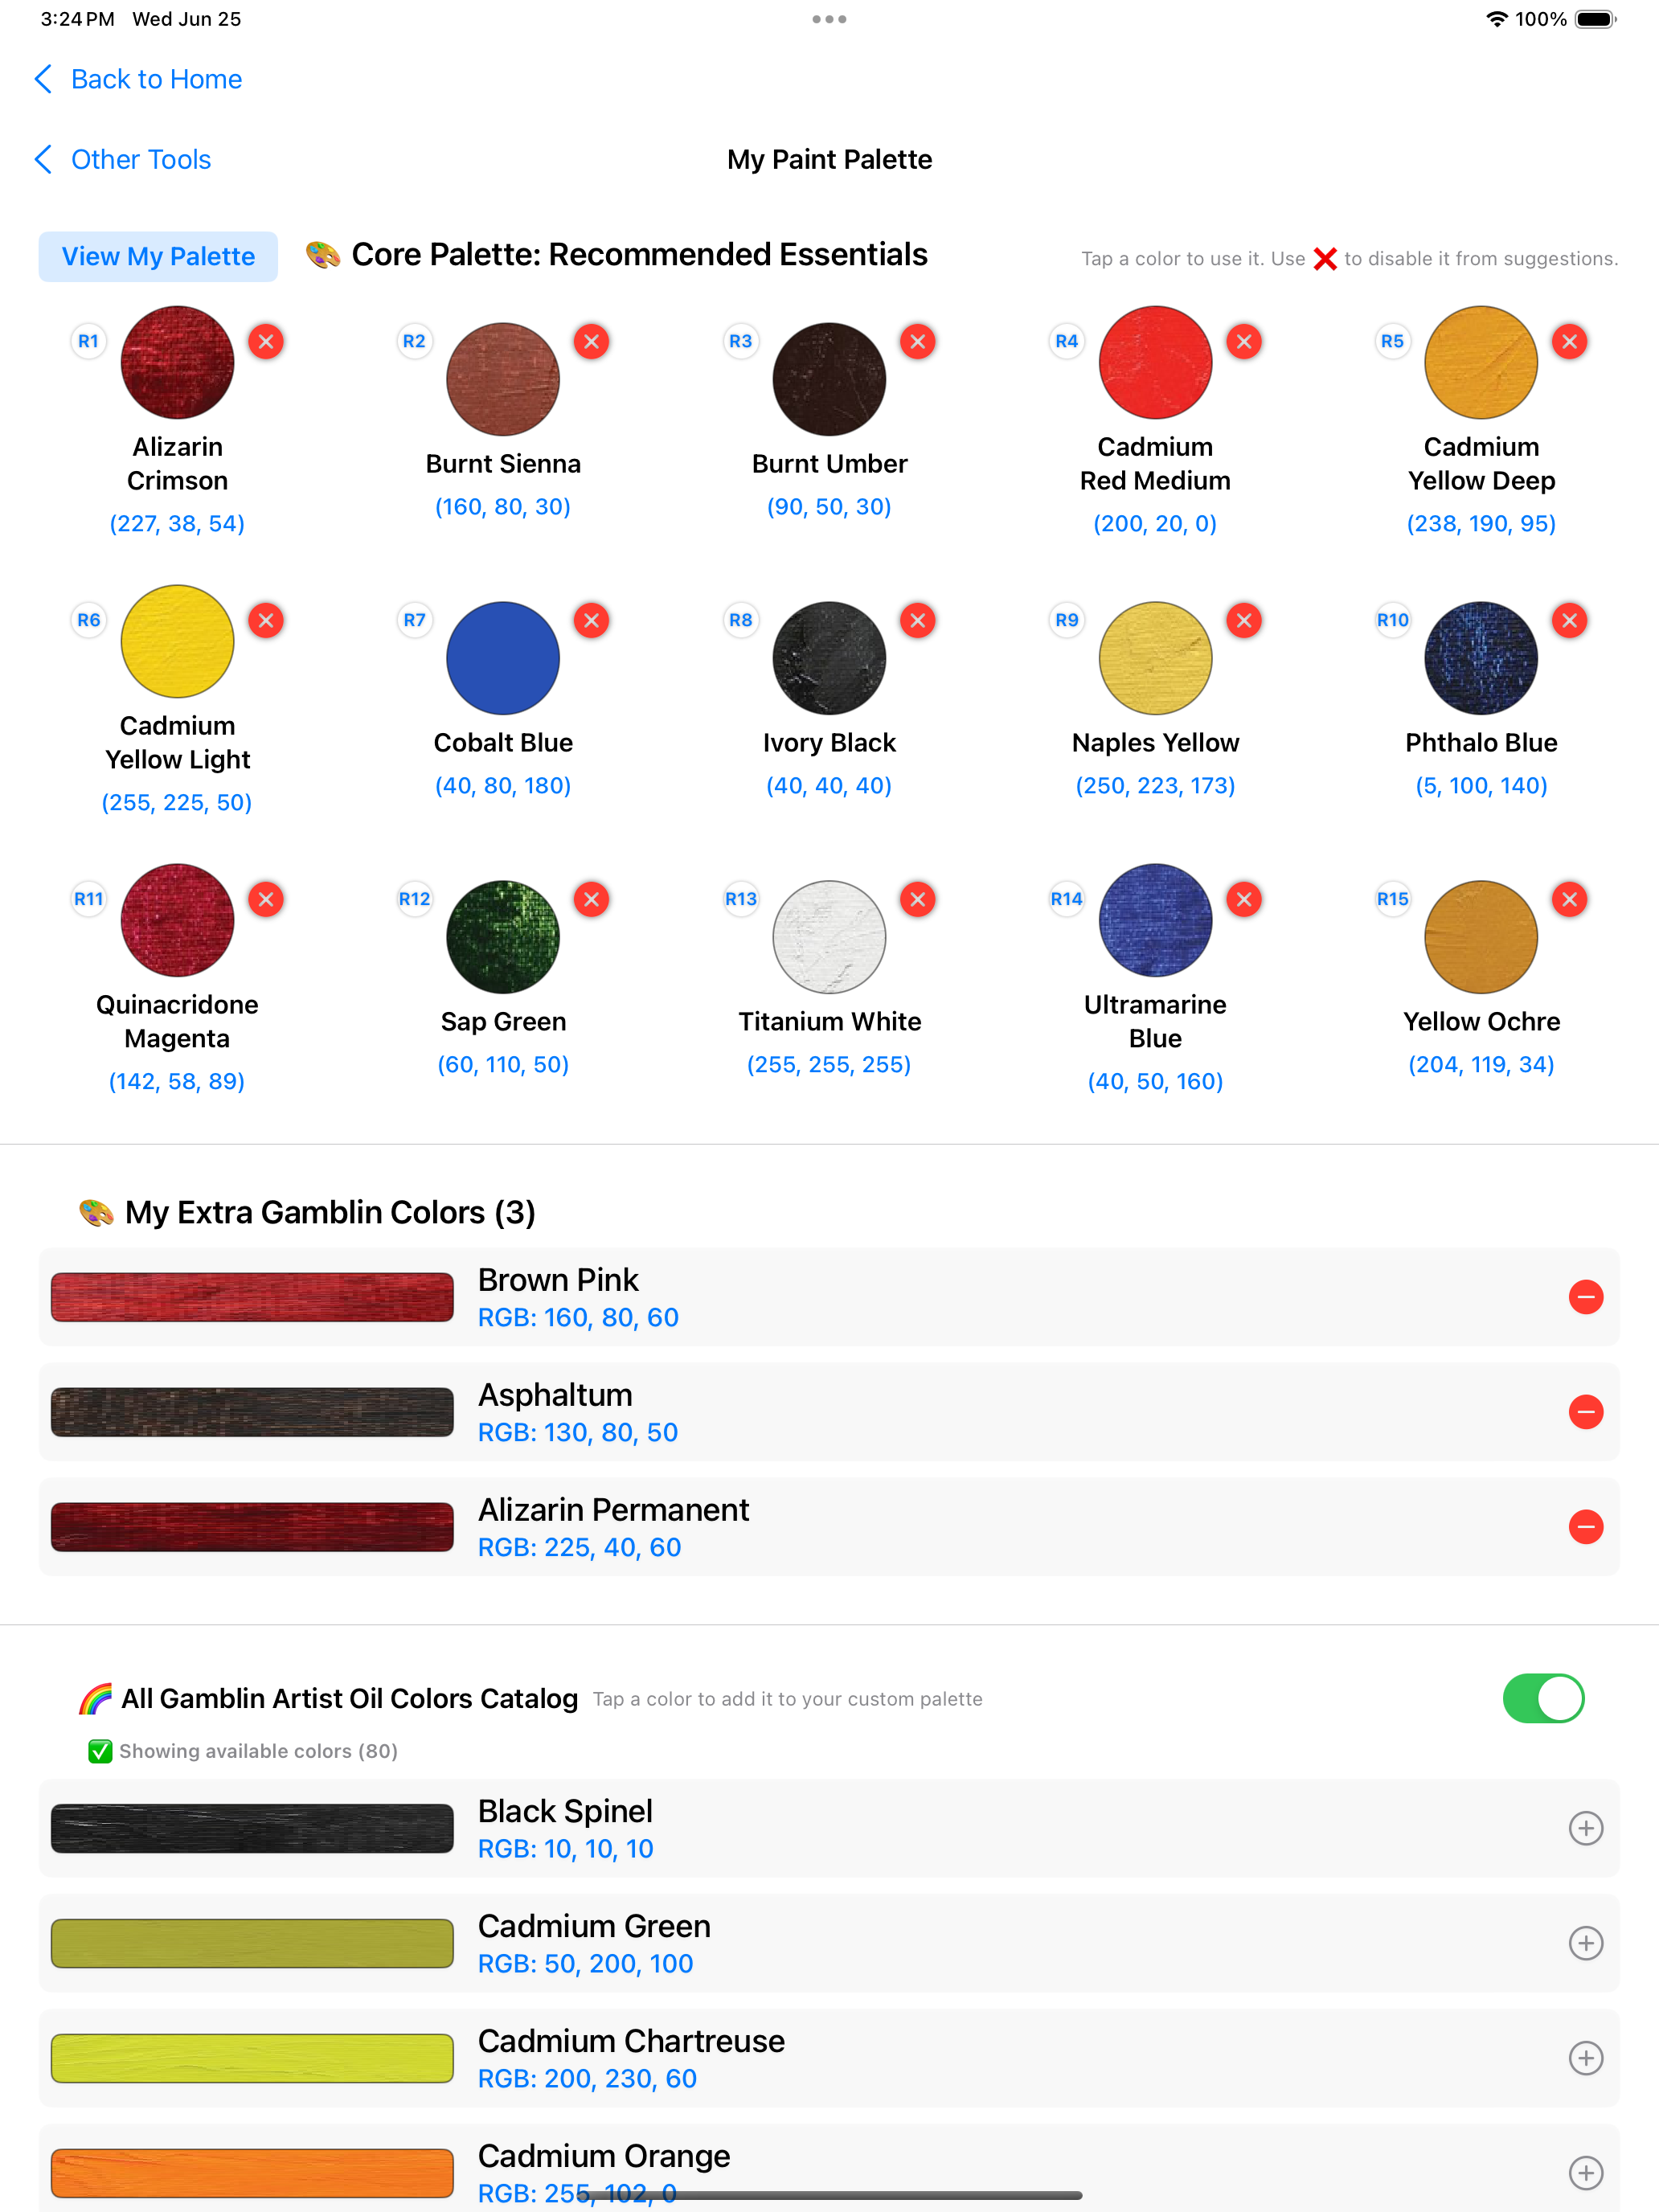 3:24 PM Wed Jun 25
100%
Back to Home
Other Tools
My Paint Palette
View My Palette
Core Palette: Recommended Essentials
Tap a color to use it. Use ❌ to disable it from suggestions.
R1
Alizarin
Crimson
(227, 38, 54)
R2
Burnt Sienna
(160, 80, 30)
R3
Burnt Umber
(90, 50, 30)
R4
Cadmium
Red Medium
(200, 20, 0)
R5
Cadmium
Yellow Deep
(238, 190, 95)
R6
Cadmium
Yellow Light
(255, 225, 50)
R7
Cobalt Blue
(40, 80, 180)
R8
Ivory Black
(40, 40, 40)
R9
Naples Yellow
(250, 223, 173)
R10
Phthalo Blue
(5, 100, 140)
R11
Quinacridone
Magenta
(142, 58, 89)
R12
Sap Green
(60, 110, 50)
R13
Titanium White
(255, 255, 255)
R14
Ultramarine
Blue
(40, 50, 160)
R15
Yellow Ochre
(204, 119, 34)
My Extra Gamblin Colors (3)
Brown Pink
RGB: 160, 80, 60
Asphaltum
RGB: 130, 80, 50
Alizarin Permanent
RGB: 225, 40, 60
All Gamblin Artist Oil Colors Catalog
Tap a color to add it to your custom palette
Showing available colors (80)
Black Spinel
RGB: 10, 10, 10
Cadmium Green
RGB: 50, 200, 100
Cadmium Chartreuse
RGB: 200, 230, 60
Cadmium Orange
RGB: 255, 102, 0